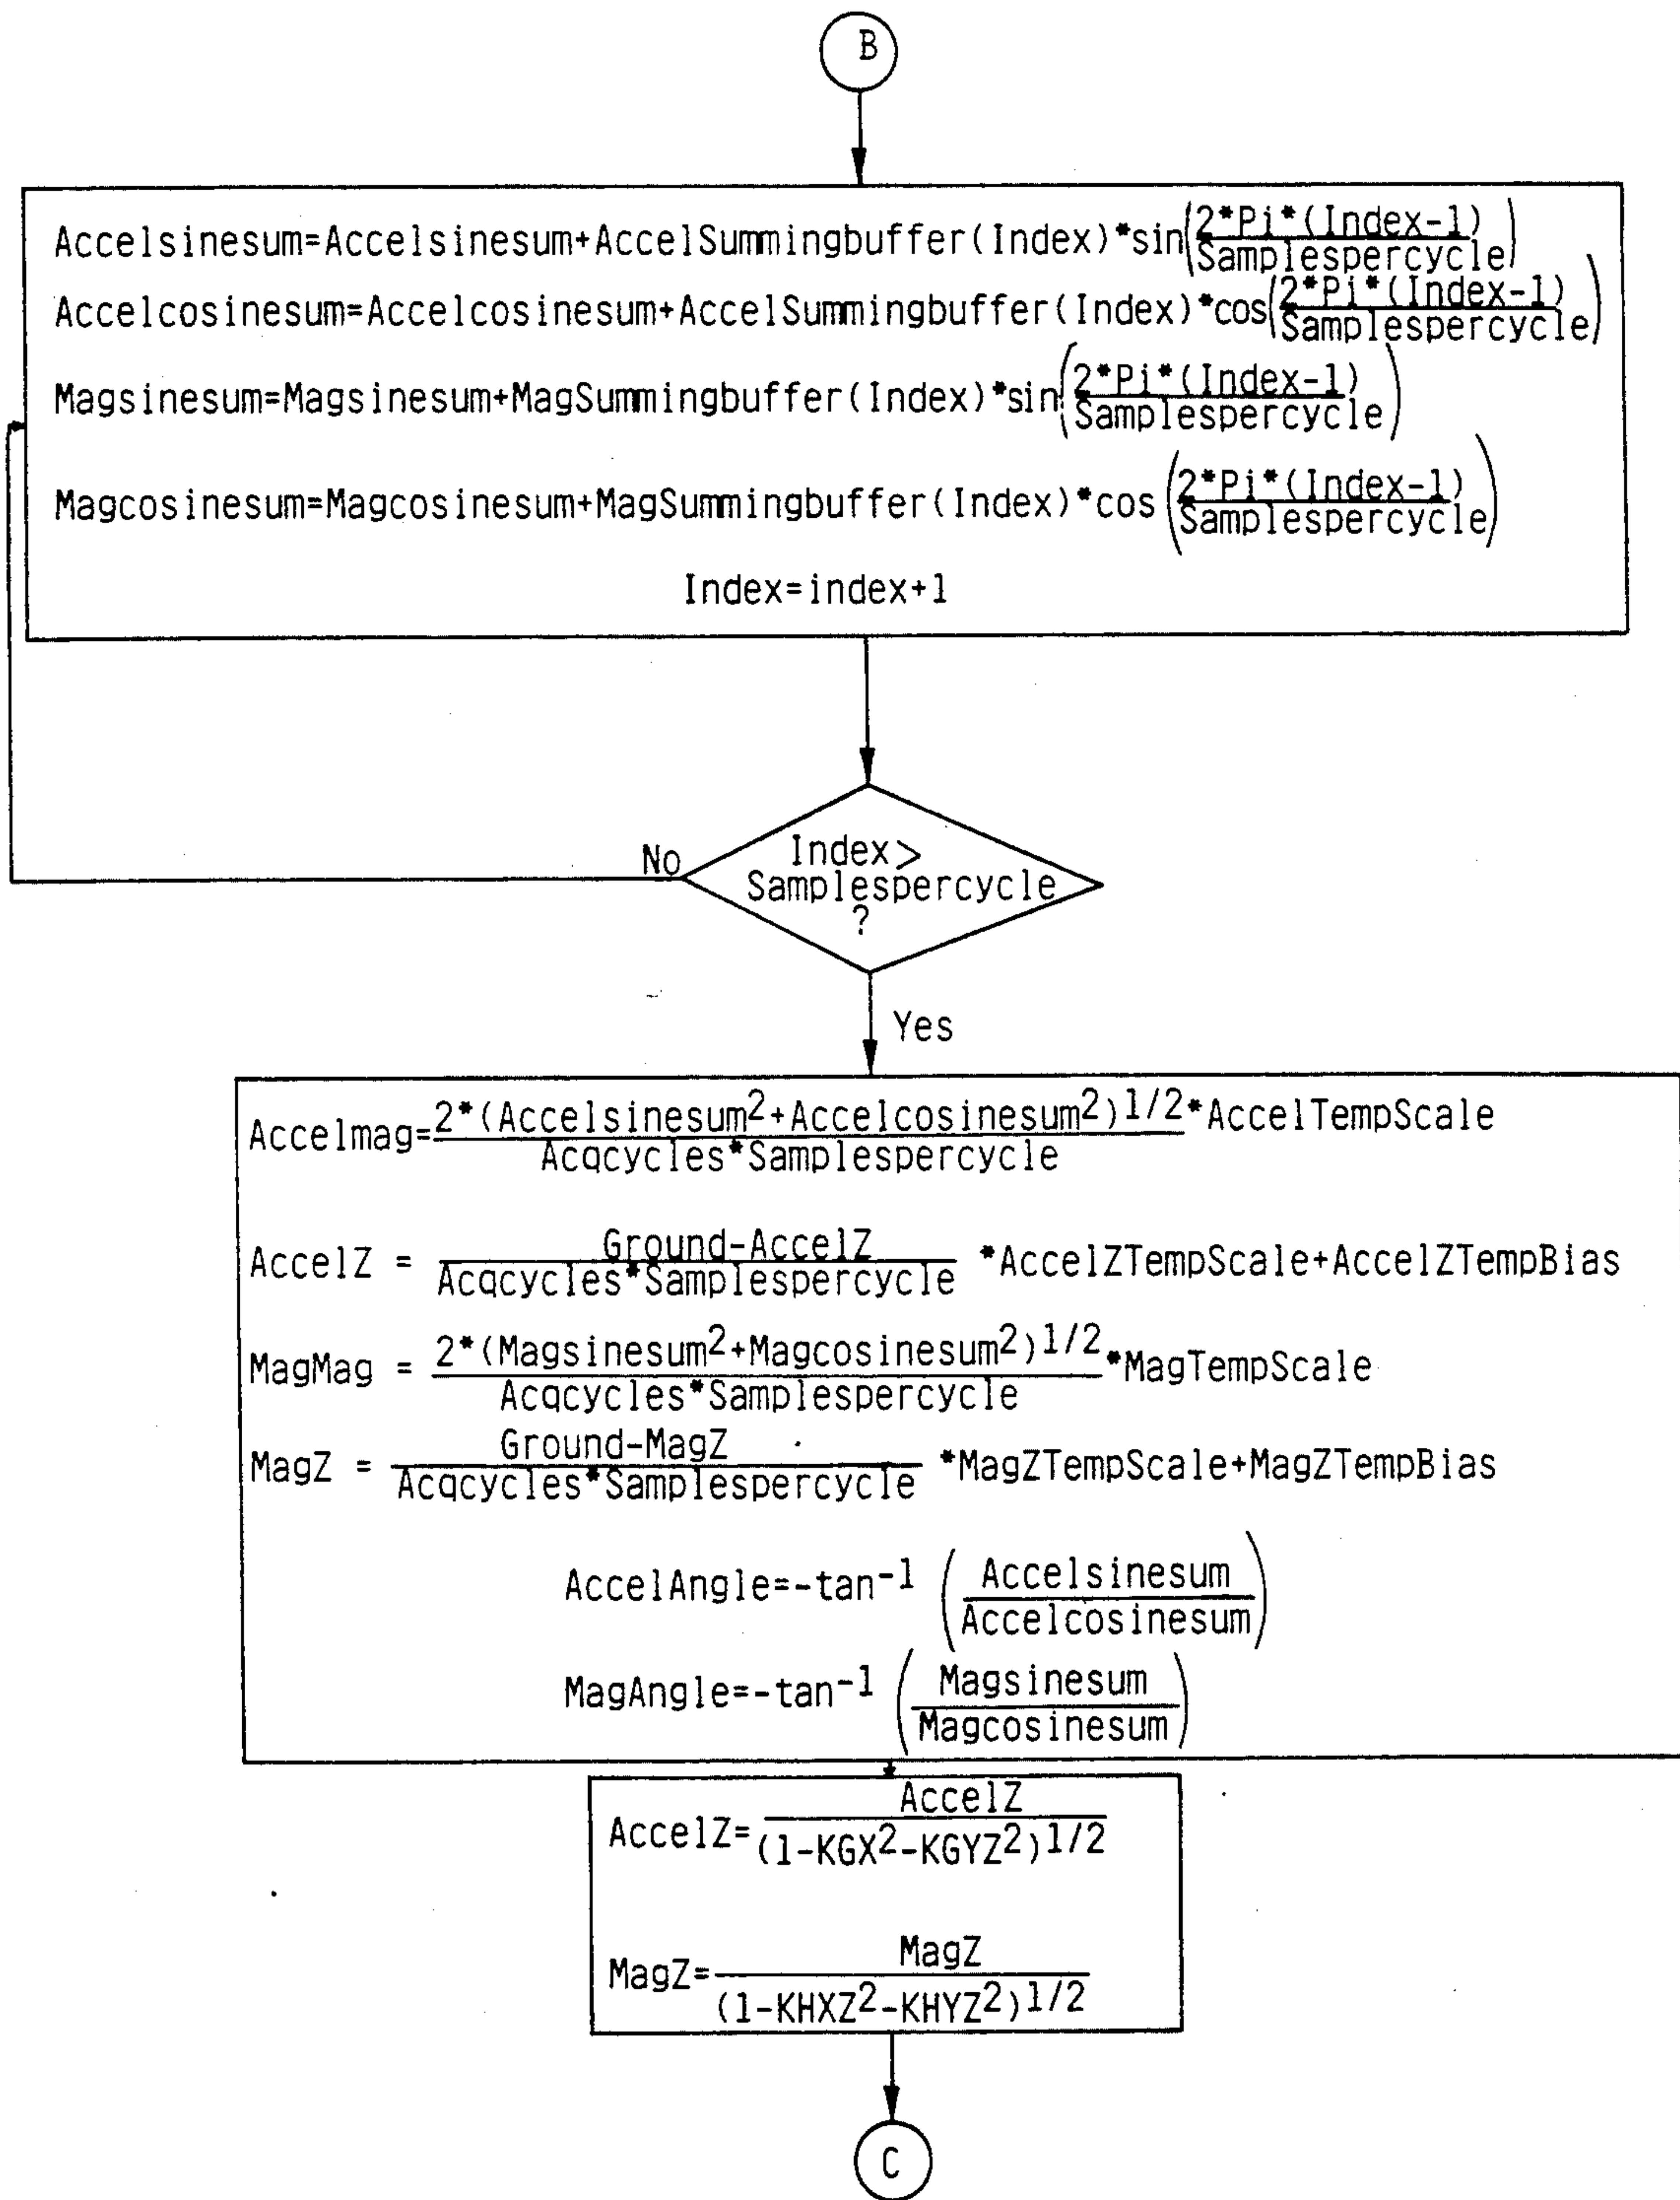 B
Accelsinesum=Accelsinesum+AccelSummingbuffer(Index)*sin(2*Pi*(Index-1)
Samplespercycle)
Accelcosinesum=Accelcosinesum+AccelSummingbuffer(Index)*cos(2*Pi*(Index-1)
Samplespercycle)
Magsinesum=Magsinesum+MagSummingbuffer(Index)*sin(2*Pi*(Index-1)
Samplespercycle)
Magcosinesum=Magcosinesum+MagSummingbuffer(Index)*cos(2*Pi*(Index-1)
Samplespercycle)
Index=index+1
No
Index>
Samplespercycle
?
Yes
Accelmag=2*(Accelsinesum²+Accelcosinesum²)1/2*AccelTempScale
Acqcycles*Samplespercycle
AccelZ = Ground-AccelZ *AccelZTempScale+AccelZTempBias
Acqcycles*Samplespercycle
MagMag = 2*(Magsinesum²+Magcosinesum²)1/2*MagTempScale
Acqcycles*Samplespercycle
MagZ = Ground-MagZ *MagZTempScale+MagZTempBias
Acqcycles*Samplespercycle
AccelAngle=-tan⁻¹ (Accelsinesum
Accelcosinesum)
MagAngle=-tan⁻¹ (Magsinesum
Magcosinesum)
AccelZ=AccelZ
(1-KGX²-KGYZ²)1/2
MagZ=MagZ
(1-KHXZ²-KHYZ²)1/2
C